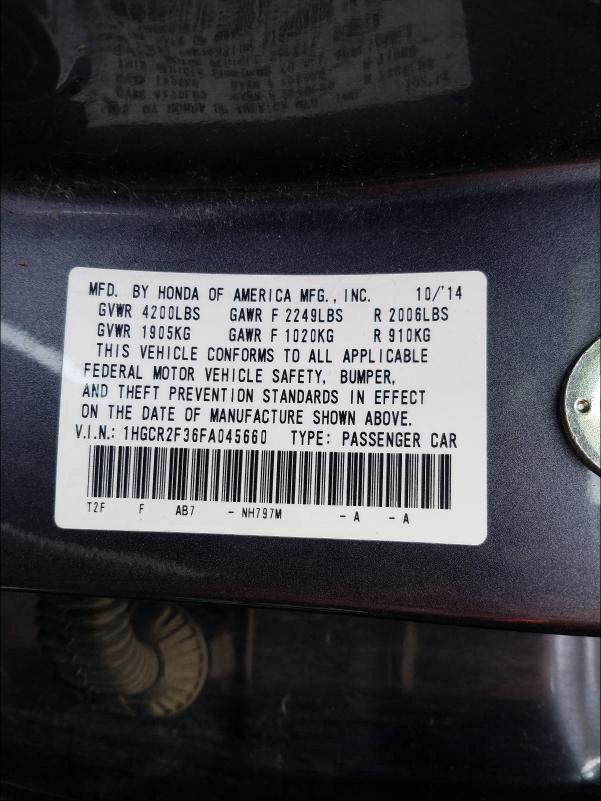 MFD. BY HONDA OF AMERICA MFG., INC. 10/'14
GVWR 4200LBS GAWR F 2249LBS R 2006LBS
GVWR 1905KG GAWR F 1020KG R 910KG
THIS VEHICLE CONFORMS TO ALL APPLICABLE
FEDERAL MOTOR VEHICLE SAFETY, BUMPER,
AND THEFT PREVENTION STANDARDS IN EFFECT
ON THE DATE OF MANUFACTURE SHOWN ABOVE.
V.I.N.: 1HGCR2F36FA045660 TYPE: PASSENGER CAR
T2F F AB7 - NH797M - A - A